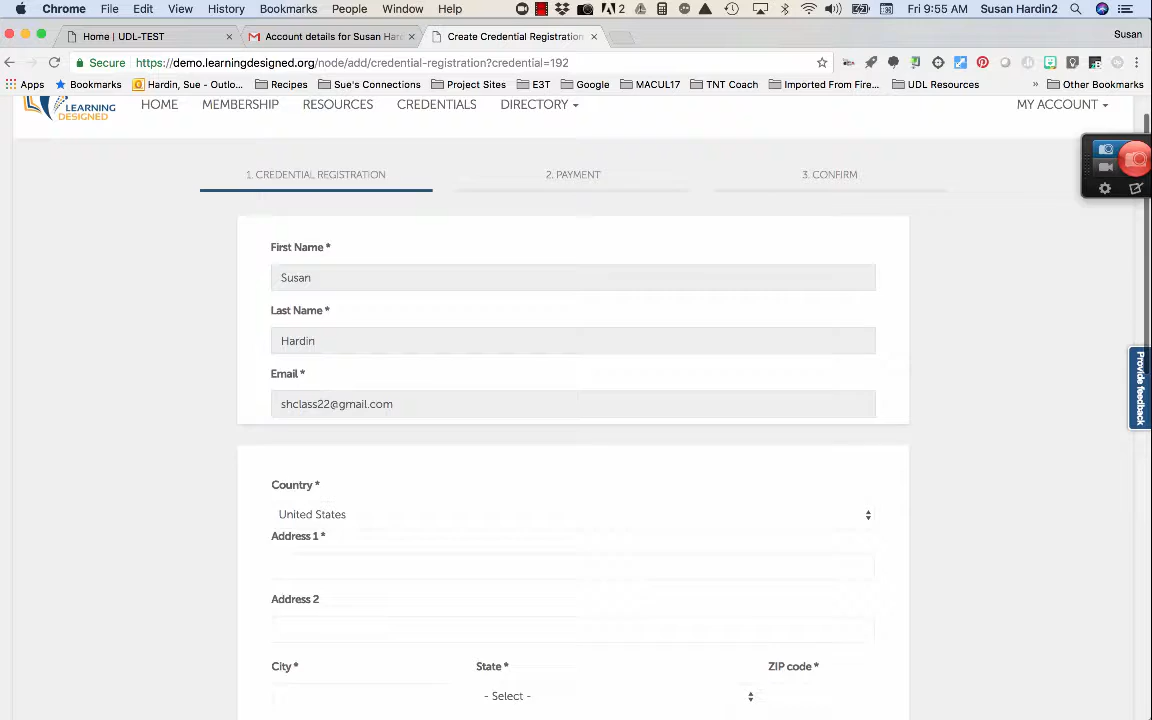 Chrome File Edit View History Bookmarks People Window Help 2 Fri 9:55 AM Susan Hardin2
Home | UDL-TEST × Account details for Susan Har × Create Credential Registration × Susan
Secure https://demo.learningdesigned.org/node/add/credential-registration?credential=192
Apps Bookmarks Hardin, Sue - Outlo... Recipes Sue's Connections Project Sites E3T Google MACUL17 TNT Coach Imported From Fire... UDL Resources » Other Bookmarks
LEARNING
DESIGNED
HOME MEMBERSHIP RESOURCES CREDENTIALS DIRECTORY MY ACCOUNT
1. CREDENTIAL REGISTRATION 2. PAYMENT 3. CONFIRM
First Name *
Susan
Last Name *
Hardin
Email *
shclass22@gmail.com
Provide feedback
Country *
United States
Address 1 *
Address 2
City * State * ZIP code *
- Select -